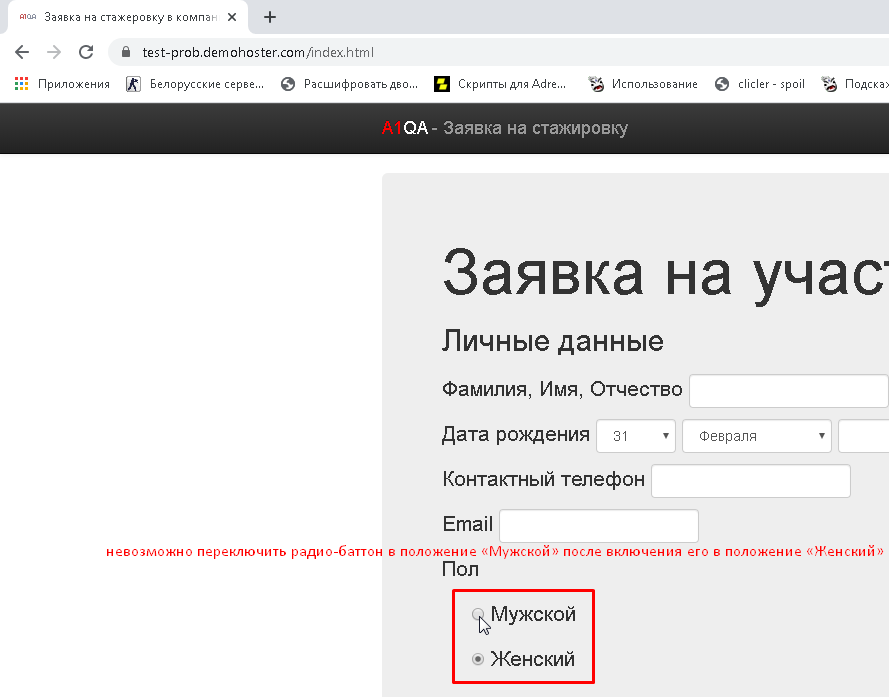 A1QA Заявка на стажеровку в компан
test-prob.demohoster.com/index.html
Приложения Белорусские серве... Расшифровать дво... Скрипты для Adre... Использование clicler - spoil Подсказ
A1QA - Заявка на стажировку
Заявка на учас
Личные данные
Фамилия, Имя, Отчество
Дата рождения 31 Февраля
Контактный телефон
Email
невозможно переключить радио-баттон в положение «Мужской» после включения его в положение «Женский»
Пол
Мужской
Женский